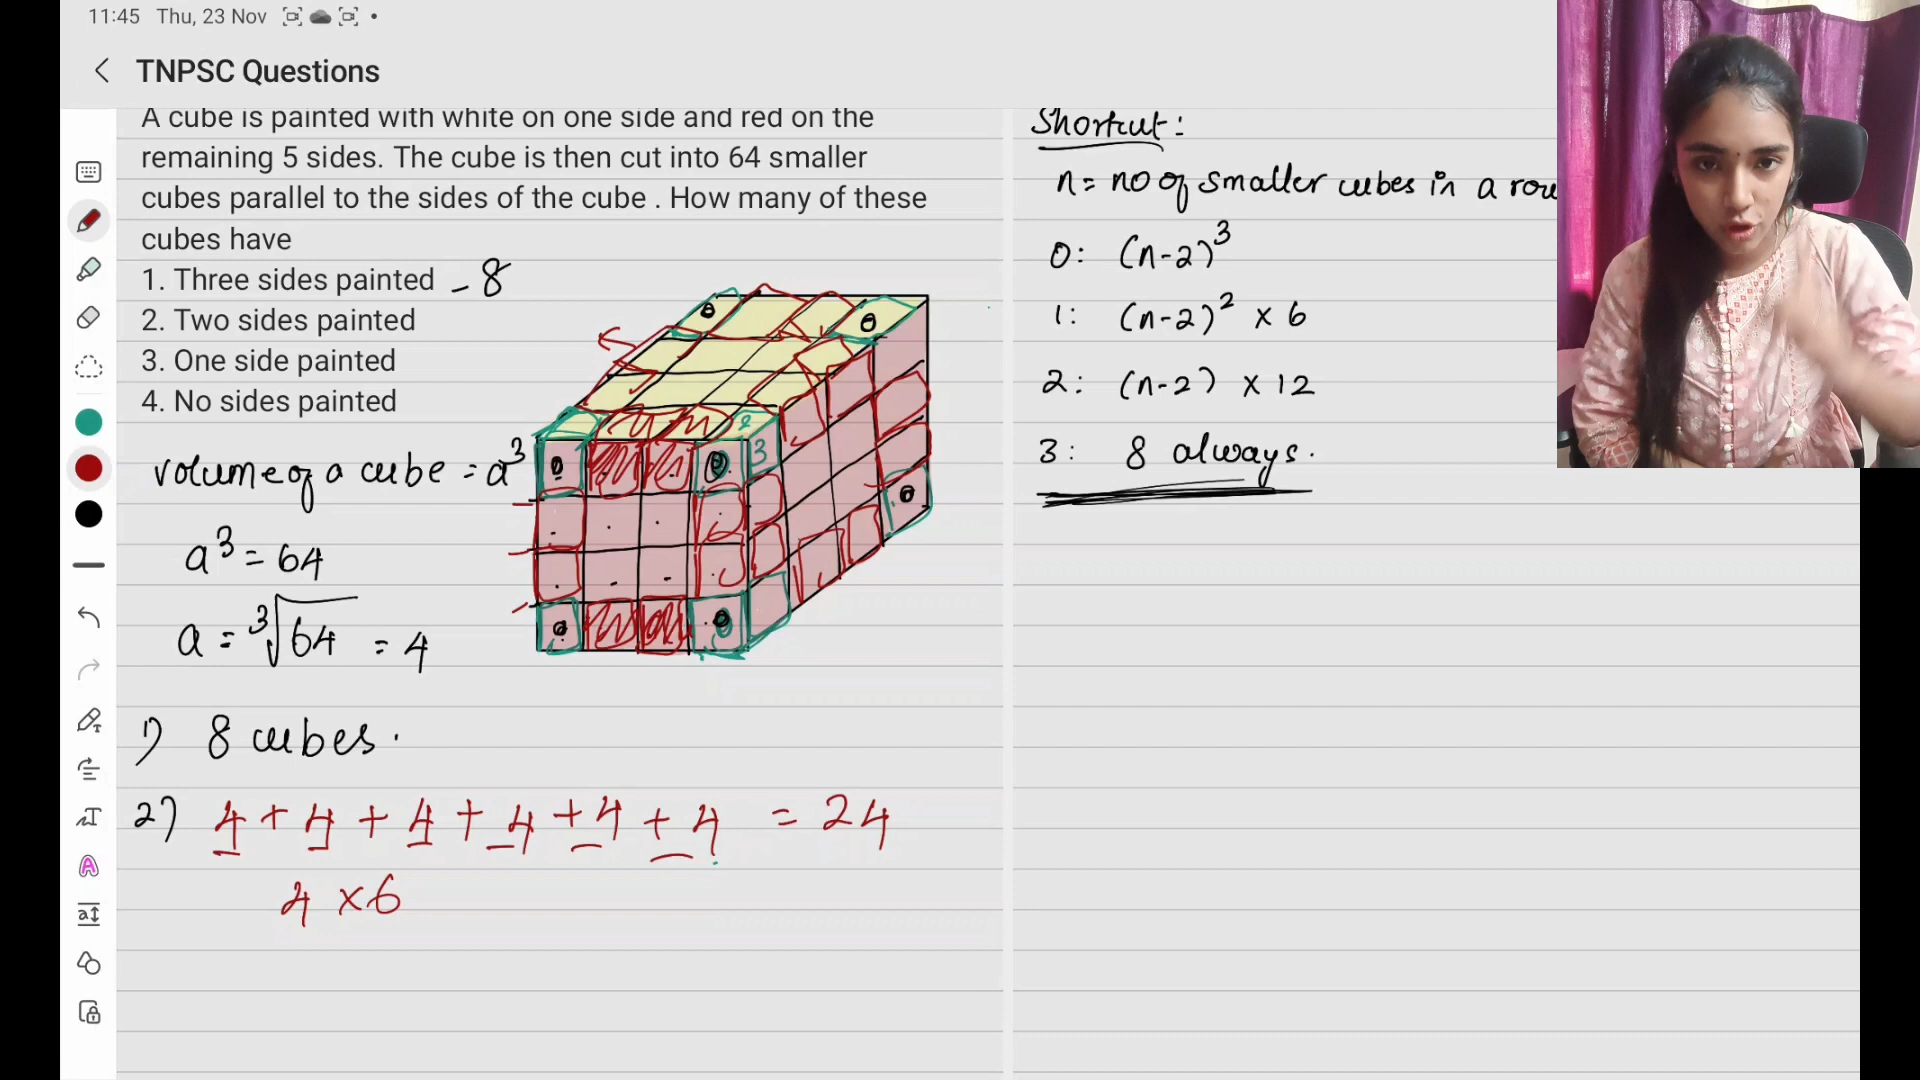 11:45 Thu, 23 Nov
TNPSC Questions
A cube is painted with white on one side and red on the
remaining 5 sides. The cube is then cut into 64 smaller
cubes parallel to the sides of the cube . How many of these
cubes have
1. Three sides painted - 8
2. Two sides painted
3. One side painted
4. No sides painted
volume of a cube = a³
a³ = 64
a = ³√64 = 4
1) 8 cubes.
2) 4 + 4 + 4 + 4 + 4 + 4 = 24
4 × 6
2
3
Shortcut:
n= no of smaller cubes in a row
0: (n-2)³
1: (n-2)² × 6
2: (n-2) × 12
3: 8 always.